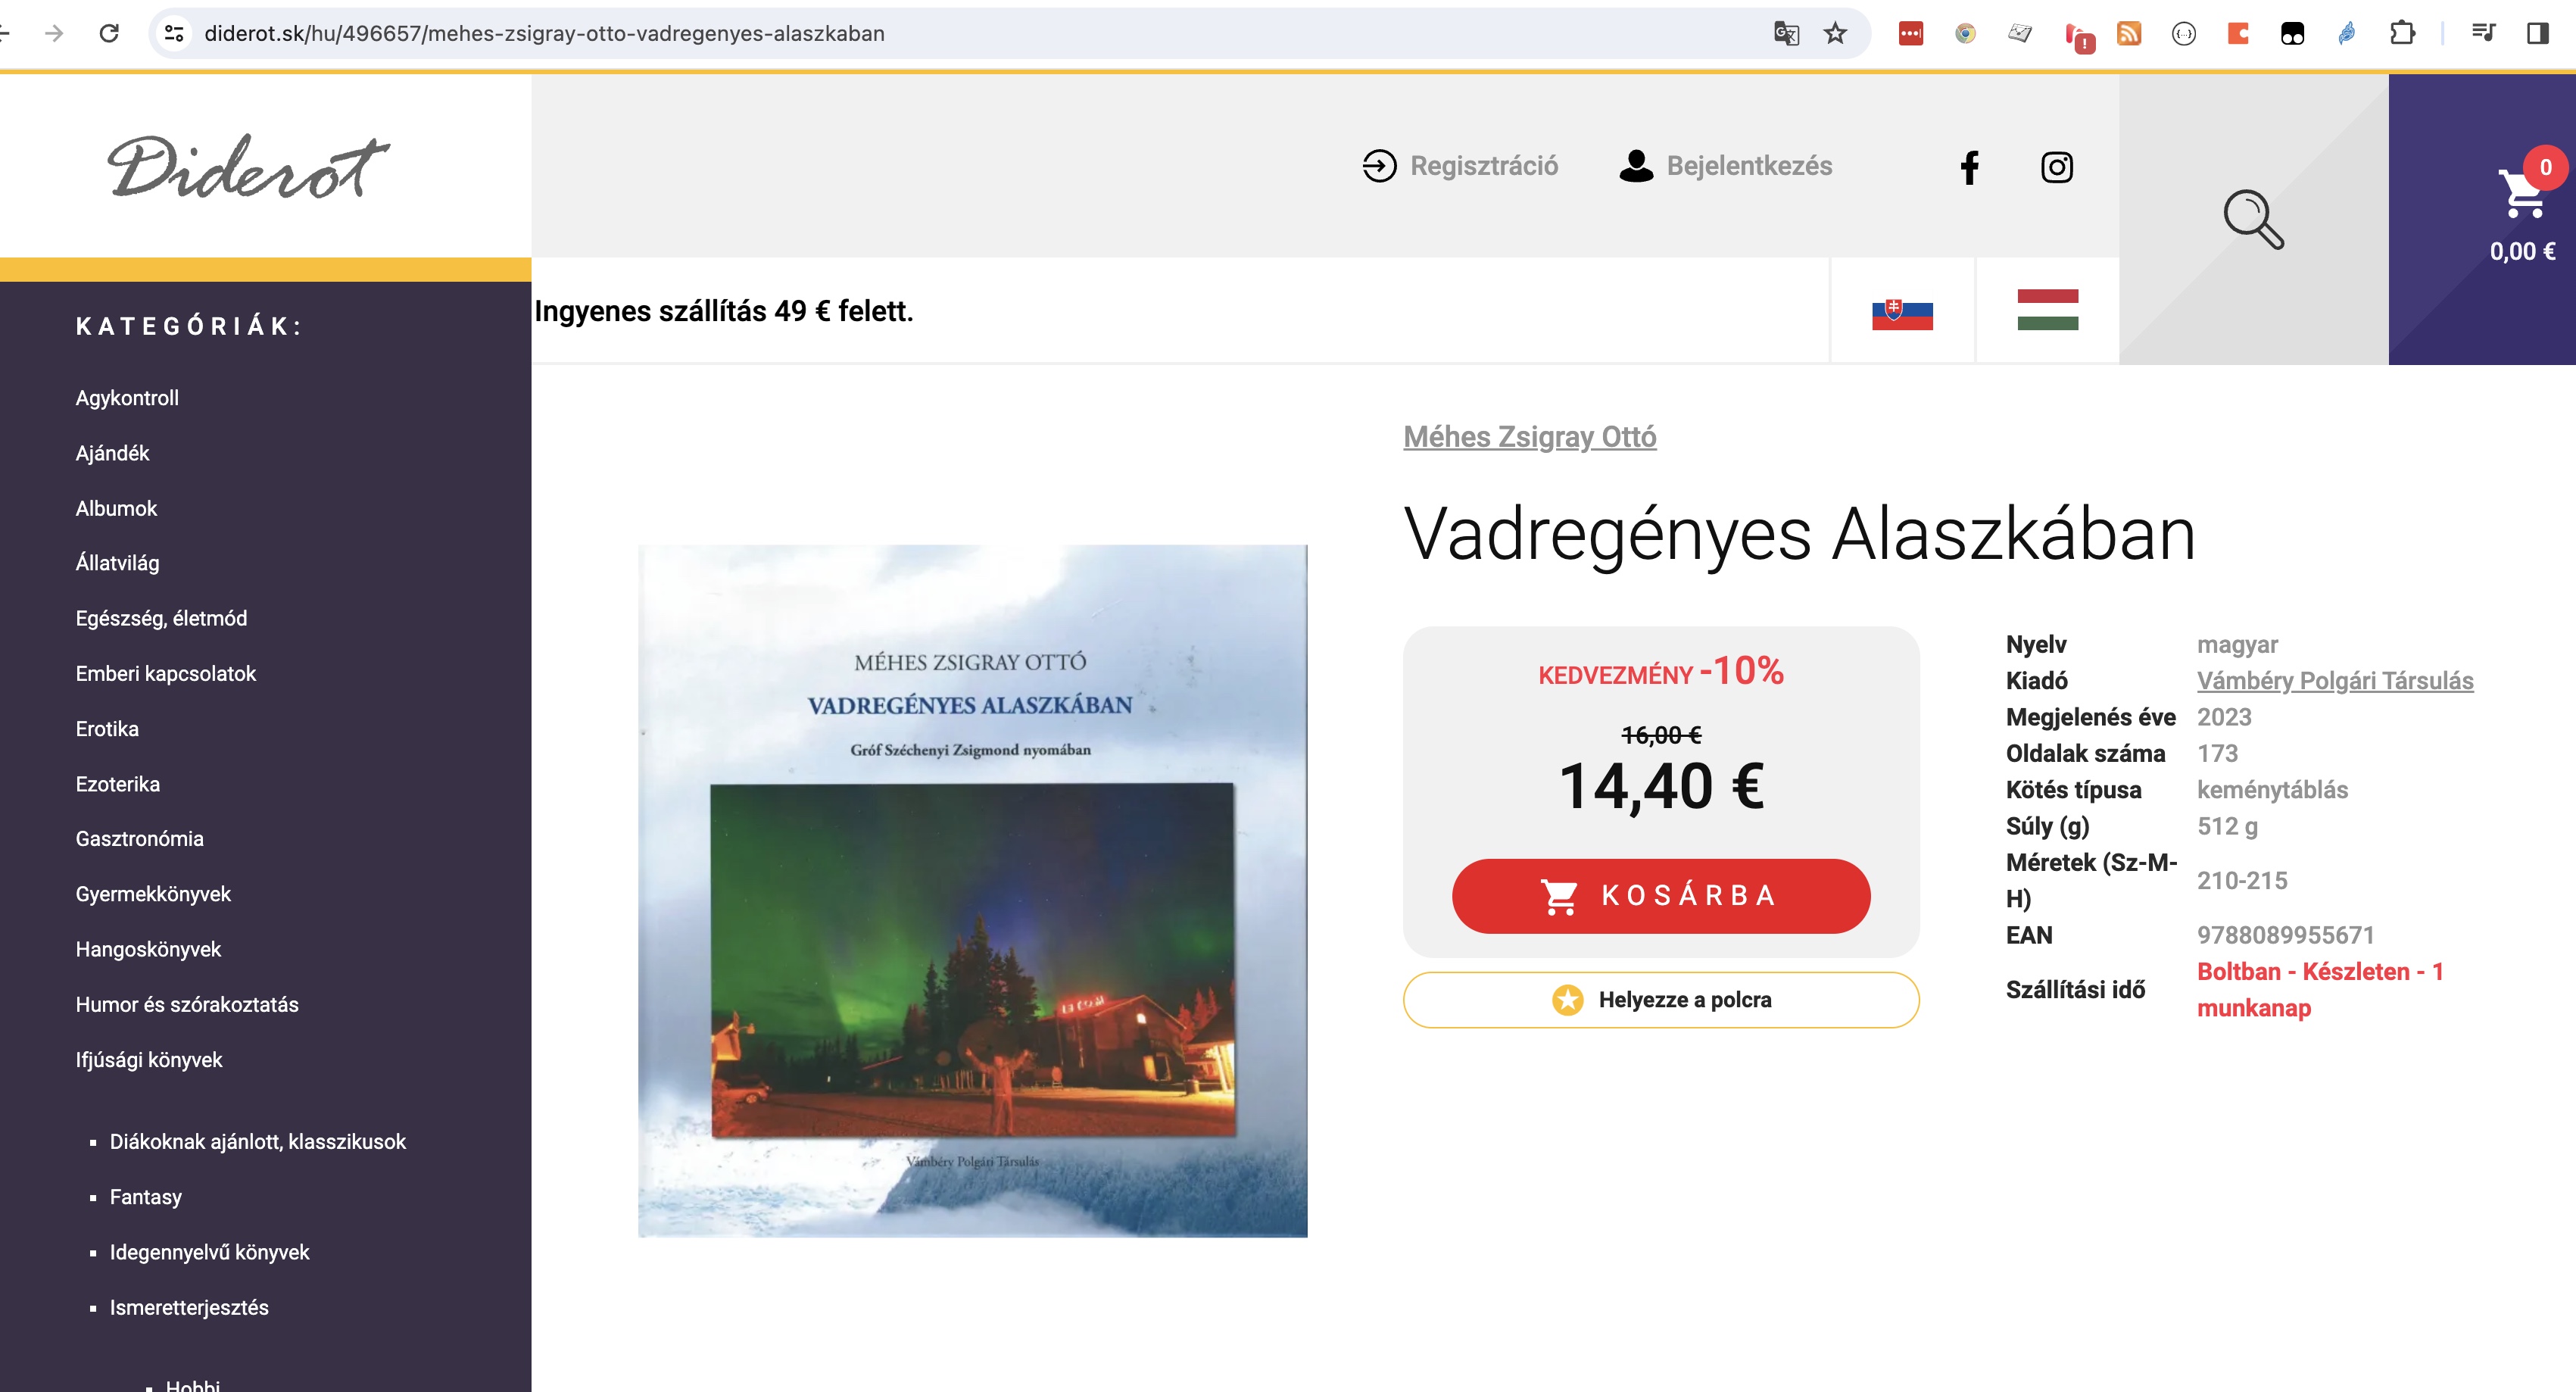 diderot.sk/hu/496657/mehes-zsigray-otto-vadregenyes-alaszkaban
Diderot
Regisztráció
Bejelentkezés
0
0,00 €
Ingyenes szállítás 49 € felett.
KATEGÓRIÁK:
Agykontroll
Ajándék
Albumok
Állatvilág
Egészség, életmód
Emberi kapcsolatok
Erotika
Ezoterika
Gasztronómia
Gyermekkönyvek
Hangoskönyvek
Humor és szórakoztatás
Ifjúsági könyvek
Diákoknak ajánlott, klasszikusok
Fantasy
Idegennyelvű könyvek
Ismeretterjesztés
Hobbi
MÉHES ZSIGRAY OTTÓ
VADREGÉNYES ALASZKÁBAN
Gróf Széchenyi Zsigmond nyomában
Vámbéry Polgári Társulás
Méhes Zsigray Ottó
Vadregényes Alaszkában
KEDVEZMÉNY -10%
16,00 €
14,40 €
KOSÁRBA
Helyezze a polcra
Nyelv magyar
Kiadó Vámbéry Polgári Társulás
Megjelenés éve 2023
Oldalak száma 173
Kötés típusa keménytáblás
Súly (g) 512 g
Méretek (Sz-M-
H) 210-215
EAN 9788089955671
Szállítási idő Boltban - Készleten - 1
munkanap